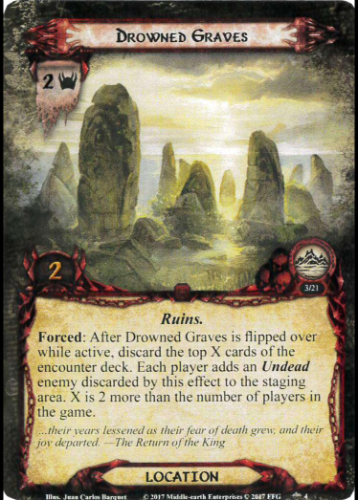 Drowned Graves
2
2
3/21
Ruins.
Forced: After Drowned Graves is flipped over
while active, discard the top X cards of the
encounter deck. Each player adds an Undead
enemy discarded by this effect to the staging
area. X is 2 more than the number of players in
the game.
...their years lessened as their fear of death grew, and their
joy departed. —The Return of the King
LOCATION
Illus. Juan Carlos Barquet © 2017 Middle-earth Enterprises © 2007 FFG 4